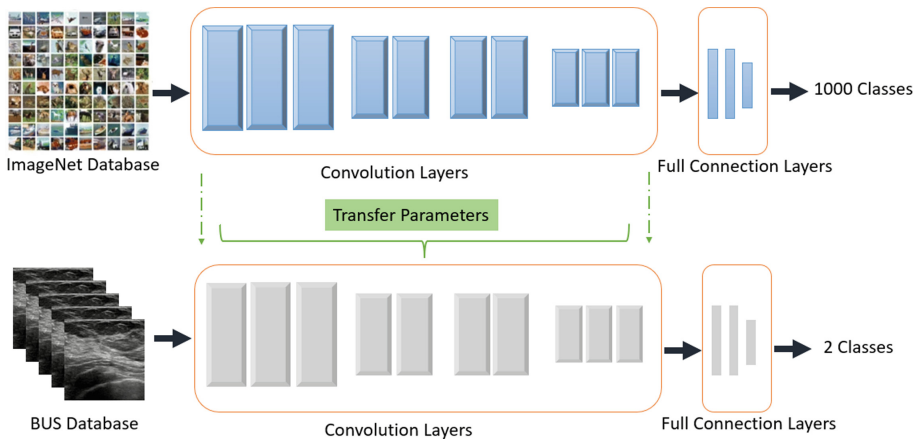 1000 Classes
ImageNet Database
Convolution Layers
Full Connection Layers
Transfer Parameters
2 Classes
BUS Database
Convolution Layers
Full Connection Layers